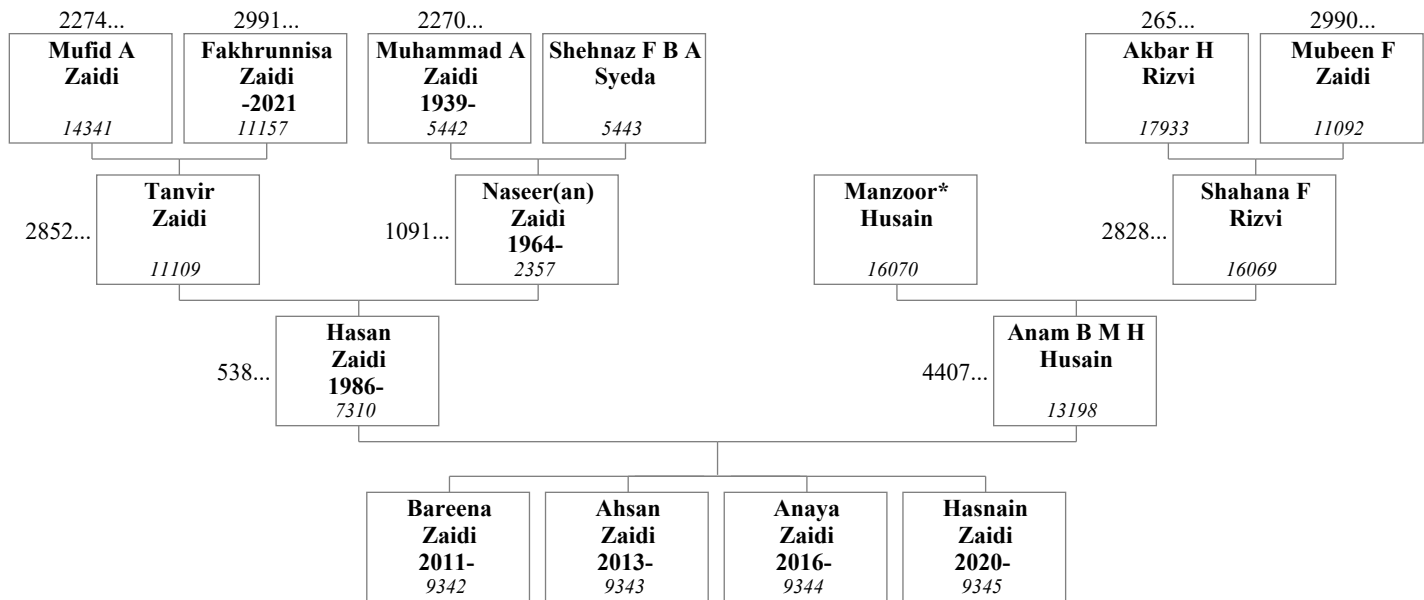 2274... 2991... 2270... 265... 2990...
Mufid A
Zaidi
14341
Fakhrunnisa
Zaidi
-2021
11157
Muhammad A
Zaidi
1939-
5442
Shehnaz F B A
Syeda
5443
Akbar H
Rizvi
17933
Mubeen F
Zaidi
11092
2852...
Tanvir
Zaidi
11109
1091...
Naseer(an)
Zaidi
1964-
2357
Manzoor*
Husain
16070
2828...
Shahana F
Rizvi
16069
538...
Hasan
Zaidi
1986-
7310
4407...
Anam B M H
Husain
13198
Bareena
Zaidi
2011-
9342
Ahsan
Zaidi
2013-
9343
Anaya
Zaidi
2016-
9344
Hasnain
Zaidi
2020-
9345